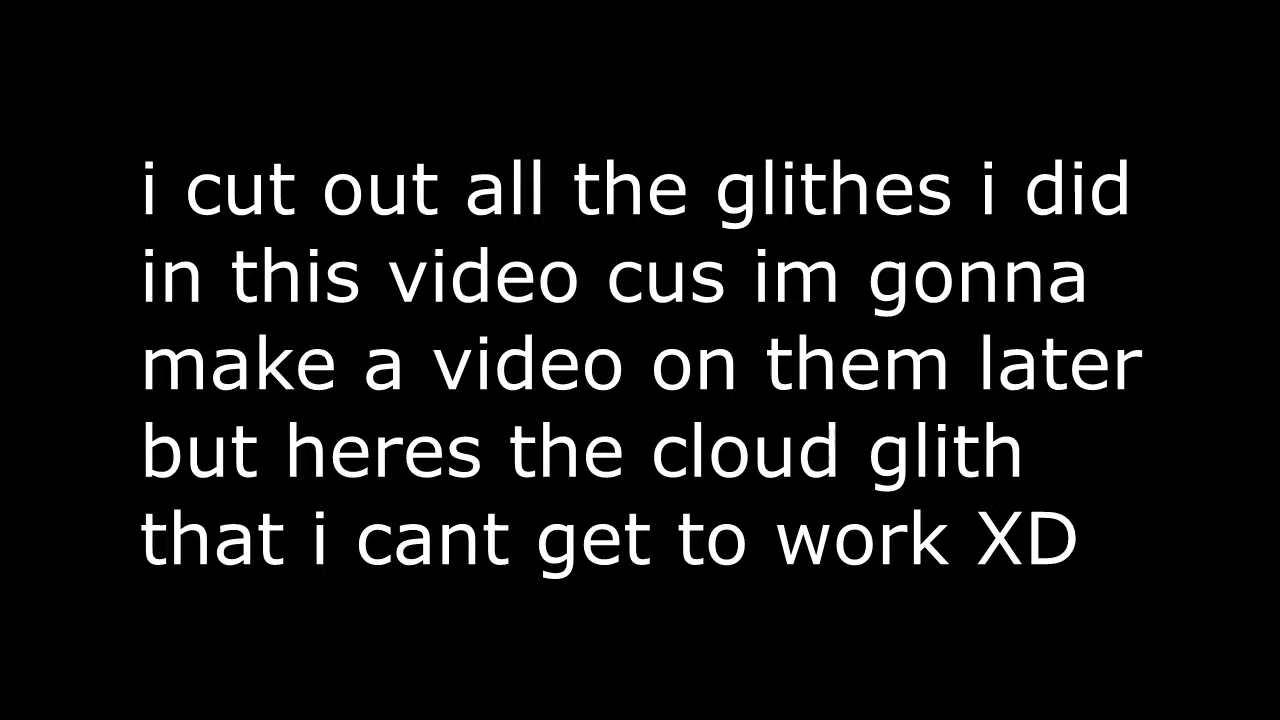 i cut out all the glithes i did
in this video cus im gonna
make a video on them later
but heres the cloud glith
that i cant get to work XD